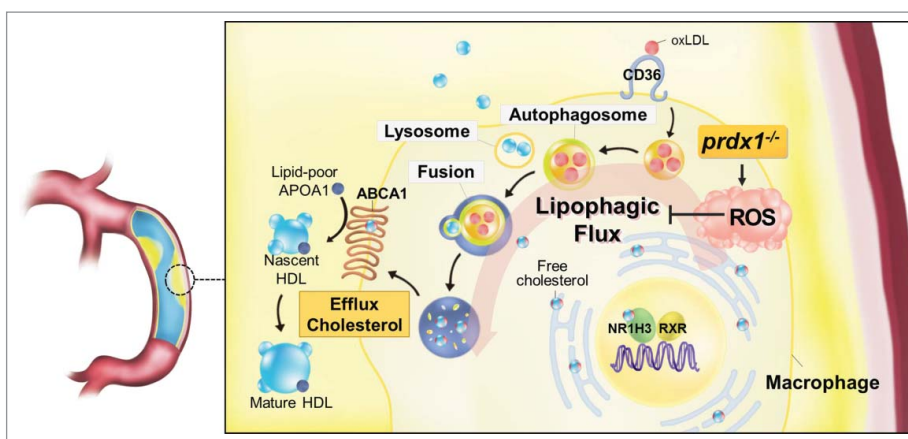 oxLDL
CD36
Autophagosome
Lysosome
prdx1-/-
Fusion
Lipid-poor
APOA1
ABCA1
Lipophagic
Flux
ROS
Nascent
HDL
Free
cholesterol
Efflux
Cholesterol
NR1H3 RXR
Macrophage
Mature HDL